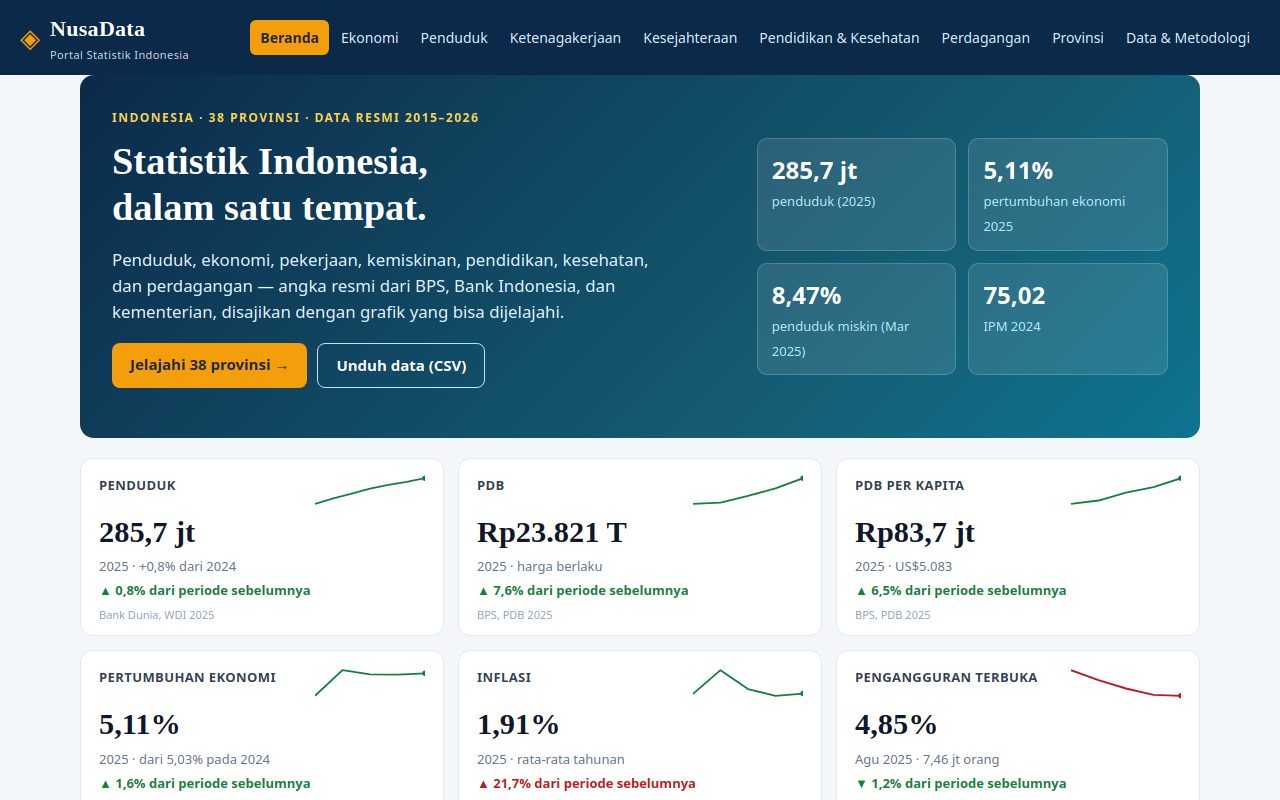 ◈ NusaData
Portal Statistik Indonesia
Beranda Ekonomi Penduduk Ketenagakerjaan Kesejahteraan Pendidikan & Kesehatan Perdagangan Provinsi Data & Metodologi
INDONESIA · 38 PROVINSI · DATA RESMI 2015–2026
Statistik Indonesia,
dalam satu tempat.
Penduduk, ekonomi, pekerjaan, kemiskinan, pendidikan, kesehatan,
dan perdagangan — angka resmi dari BPS, Bank Indonesia, dan
kementerian, disajikan dengan grafik yang bisa dijelajahi.
Jelajahi 38 provinsi →
Unduh data (CSV)
285,7 jt
penduduk (2025)
5,11%
pertumbuhan ekonomi
2025
8,47%
penduduk miskin (Mar
2025)
75,02
IPM 2024
PENDUDUK
285,7 jt
2025 · +0,8% dari 2024
▲ 0,8% dari periode sebelumnya
Bank Dunia, WDI 2025
PDB
Rp23.821 T
2025 · harga berlaku
▲ 7,6% dari periode sebelumnya
BPS, PDB 2025
PDB PER KAPITA
Rp83,7 jt
2025 · US$5.083
▲ 6,5% dari periode sebelumnya
BPS, PDB 2025
PERTUMBUHAN EKONOMI
5,11%
2025 · dari 5,03% pada 2024
▲ 1,6% dari periode sebelumnya
INFLASI
1,91%
2025 · rata-rata tahunan
▲ 21,7% dari periode sebelumnya
PENGANGGURAN TERBUKA
4,85%
Agu 2025 · 7,46 jt orang
▼ 1,2% dari periode sebelumnya